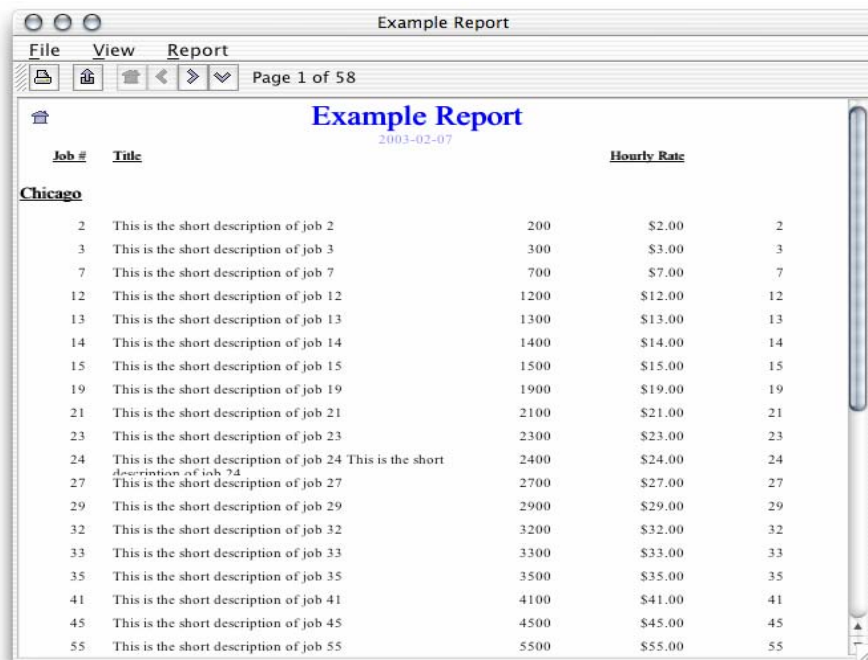 Example Report
File View Report
Page 1 of 58
Example Report
2003-02-07
Job # Title Hourly Rate
Chicago
2 This is the short description of job 2 200 $2.00 2
3 This is the short description of job 3 300 $3.00 3
7 This is the short description of job 7 700 $7.00 7
12 This is the short description of job 12 1200 $12.00 12
13 This is the short description of job 13 1300 $13.00 13
14 This is the short description of job 14 1400 $14.00 14
15 This is the short description of job 15 1500 $15.00 15
19 This is the short description of job 19 1900 $19.00 19
21 This is the short description of job 21 2100 $21.00 21
23 This is the short description of job 23 2300 $23.00 23
24 This is the short description of job 24 This is the short 2400 $24.00 24
description of job 24
27 This is the short description of job 27 2700 $27.00 27
29 This is the short description of job 29 2900 $29.00 29
32 This is the short description of job 32 3200 $32.00 32
33 This is the short description of job 33 3300 $33.00 33
35 This is the short description of job 35 3500 $35.00 35
41 This is the short description of job 41 4100 $41.00 41
45 This is the short description of job 45 4500 $45.00 45
55 This is the short description of job 55 5500 $55.00 55